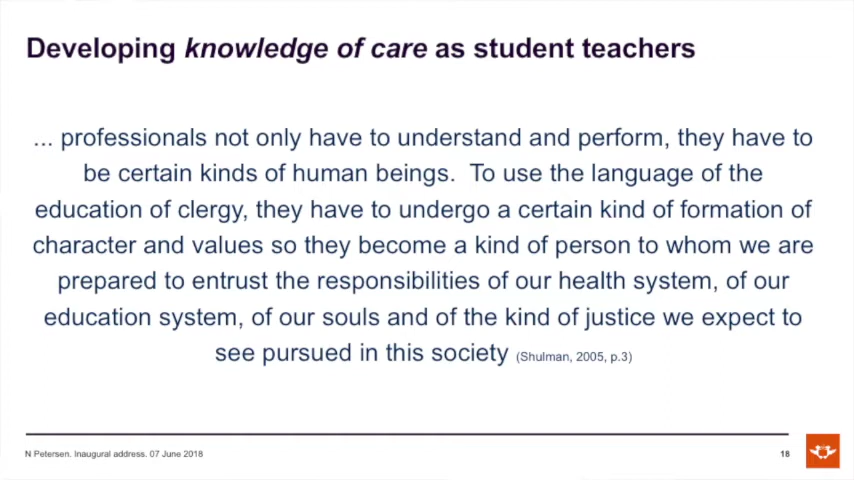 Developing knowledge of care as student teachers
... professionals not only have to understand and perform, they have to
be certain kinds of human beings.  To use the language of the
education of clergy, they have to undergo a certain kind of formation of
character and values so they become a kind of person to whom we are
prepared to entrust the responsibilities of our health system, of our
education system, of our souls and of the kind of justice we expect to
see pursued in this society (Shulman, 2005, p.3)
N Petersen. Inaugural address. 07 June 2018
18